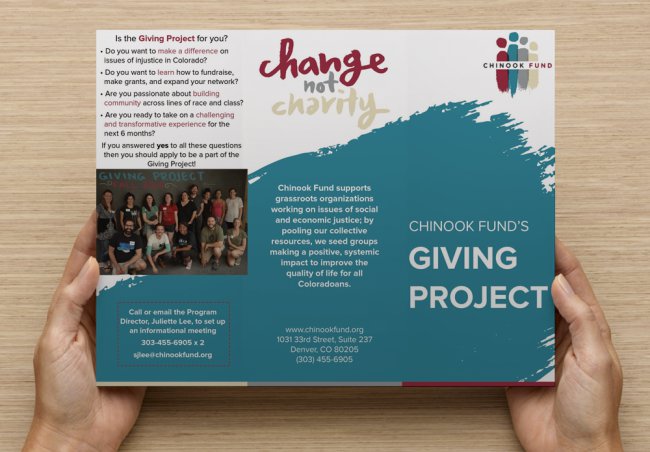 Is the Giving Project for you?
• Do you want to make a difference on
issues of injustice in Colorado?
• Do you want to learn how to fundraise,
make grants, and expand your network?
• Are you passionate about building
community across lines of race and class?
• Are you ready to take on a challenging
and transformative experience for the
next 6 months?
If you answered yes to all these questions
then you should apply to be a part of the
Giving Project!
GIVING PROJECT
Call or email the Program
Director, Juliette Lee, to set up
an informational meeting
303-455-6905 x 2
sjlee@chinookfund.org
change
not
charity
Chinook Fund supports
grassroots organizations
working on issues of social
and economic justice; by
pooling our collective
resources, we seed groups
making a positive, systemic
impact to improve the
quality of life for all
Coloradoans.
www.chinookfund.org
1031 33rd Street, Suite 237
Denver, CO 80205
(303) 455-6905
CHINOOK FUND
CHINOOK FUND'S
GIVING
PROJECT